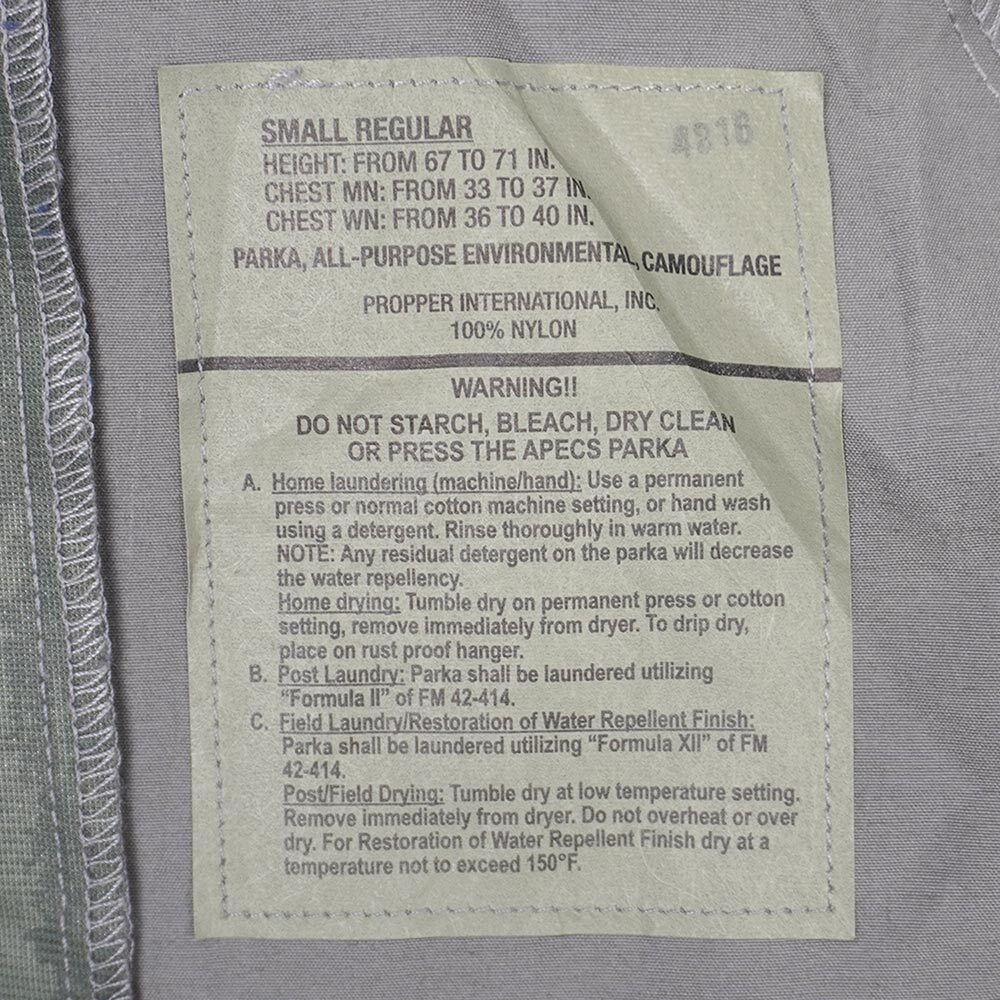 4816
SMALL REGULAR
HEIGHT: FROM 67 TO 71 IN.
CHEST MN: FROM 33 TO 37 IN.
CHEST WN: FROM 36 TO 40 IN.
PARKA, ALL-PURPOSE ENVIRONMENTAL, CAMOUFLAGE
PROPPER INTERNATIONAL, INC.
100% NYLON
WARNING!!
DO NOT STARCH, BLEACH, DRY CLEAN
OR PRESS THE APECS PARKA
A. Home laundering (machine/hand): Use a permanent
press or normal cotton machine setting, or hand wash
using a detergent. Rinse thoroughly in warm water.
NOTE: Any residual detergent on the parka will decrease
the water repellency.
Home drying: Tumble dry on permanent press or cotton
setting, remove immediately from dryer. To drip dry,
place on rust proof hanger.
B. Post Laundry: Parka shall be laundered utilizing
“Formula II” of FM 42-414.
C. Field Laundry/Restoration of Water Repellent Finish:
Parka shall be laundered utilizing “Formula XII” of FM
42-414.
Post/Field Drying: Tumble dry at low temperature setting.
Remove immediately from dryer. Do not overheat or over
dry. For Restoration of Water Repellent Finish dry at a
temperature not to exceed 150°F.